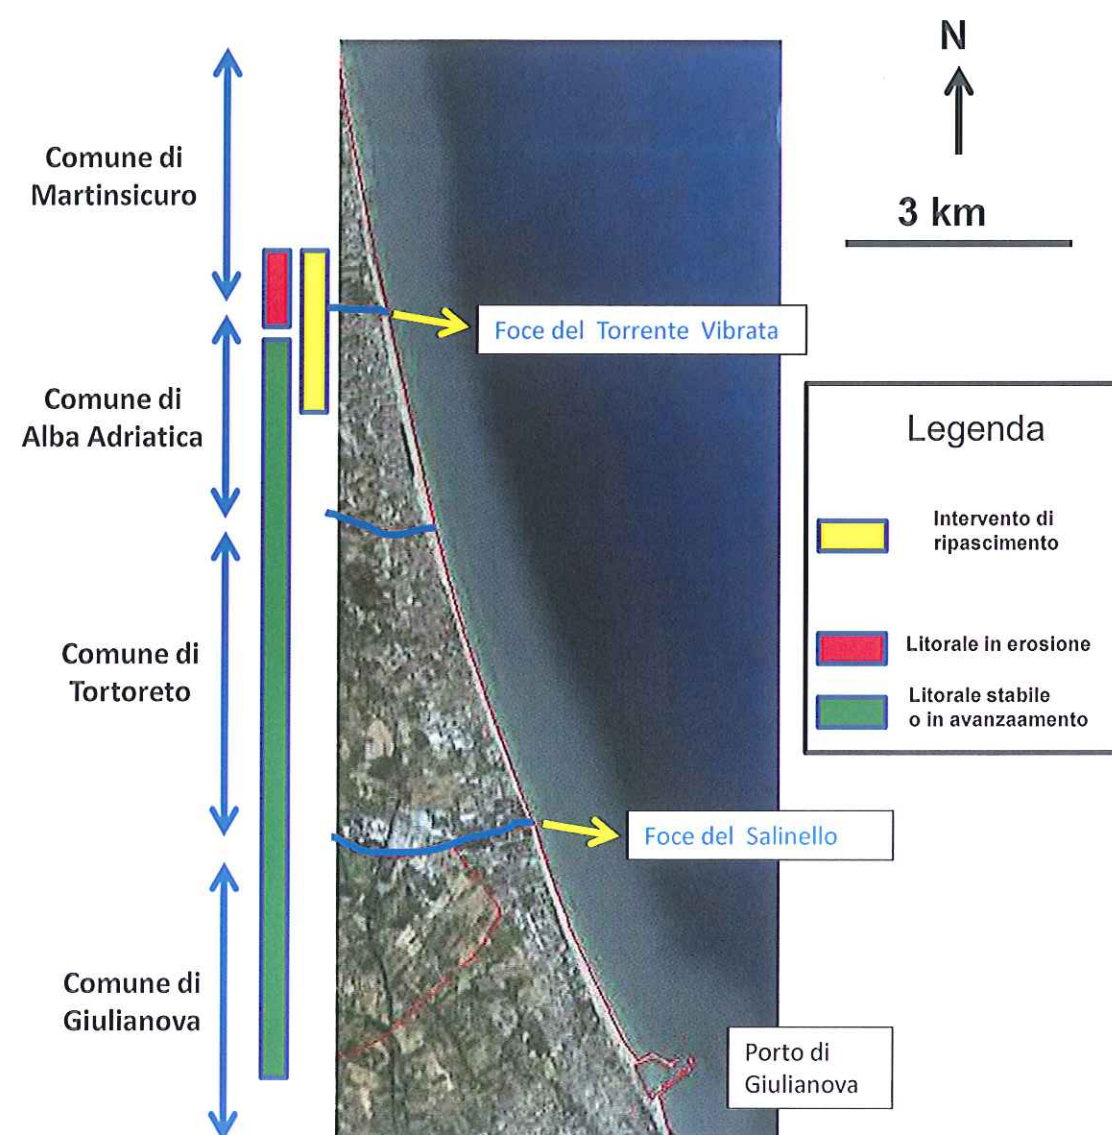 N
3 km
Comune di
Martinsicuro
Foce del Torrente Vibrata
Comune di
Alba Adriatica
Legenda
Intervento di
ripascimento
Litorale in erosione
Litorale stabile
o in avanzaamento
Comune di
Tortoreto
Foce del Salinello
Comune di
Giulianova
Porto di
Giulianova